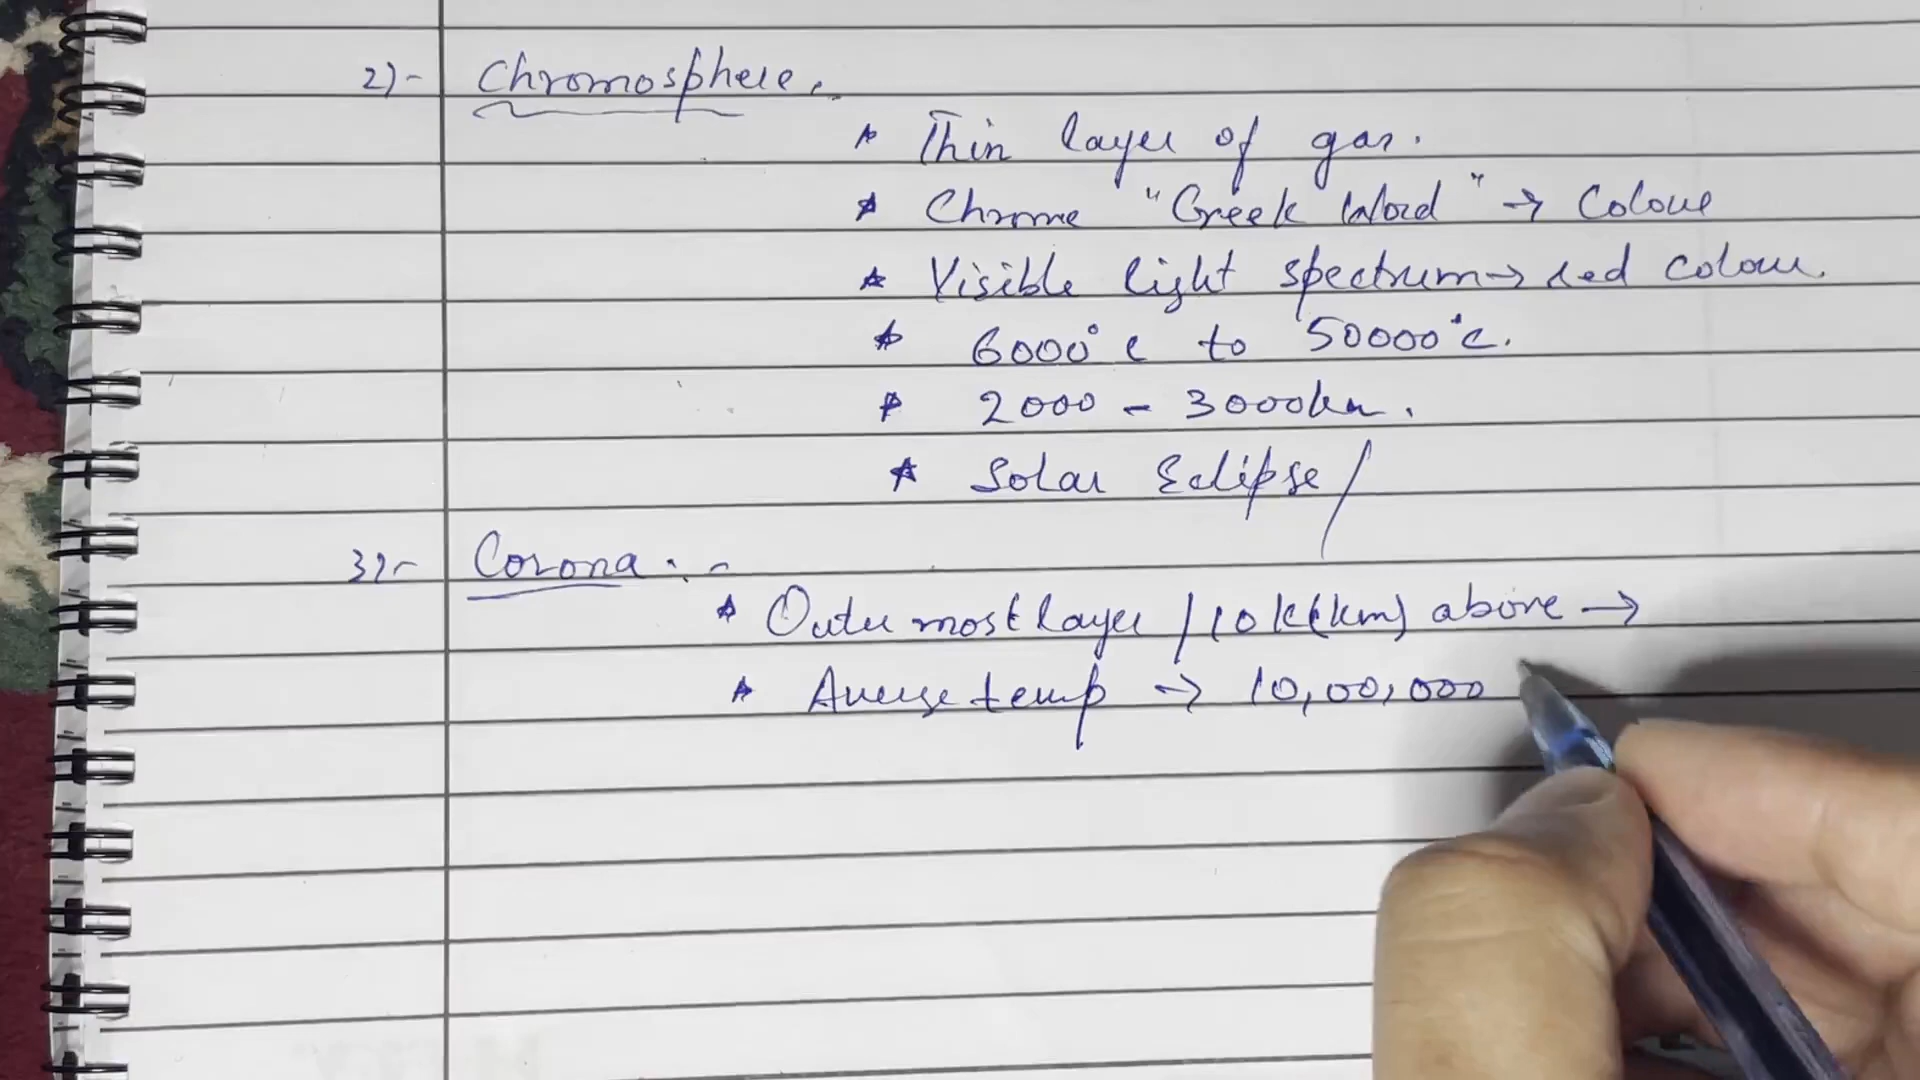 2)- Chromosphere.
* Thin layer of gas.
* Chrome "Greek Word" → Colour
* Visible light spectrum → red colour.
* 6000°c to 50000°c.
* 2000 - 3000km.
* Solar Eclipse /
3)- Corona :-
* Outer most layer / 10 k(km) above →
* Averge temp → 10,00,000